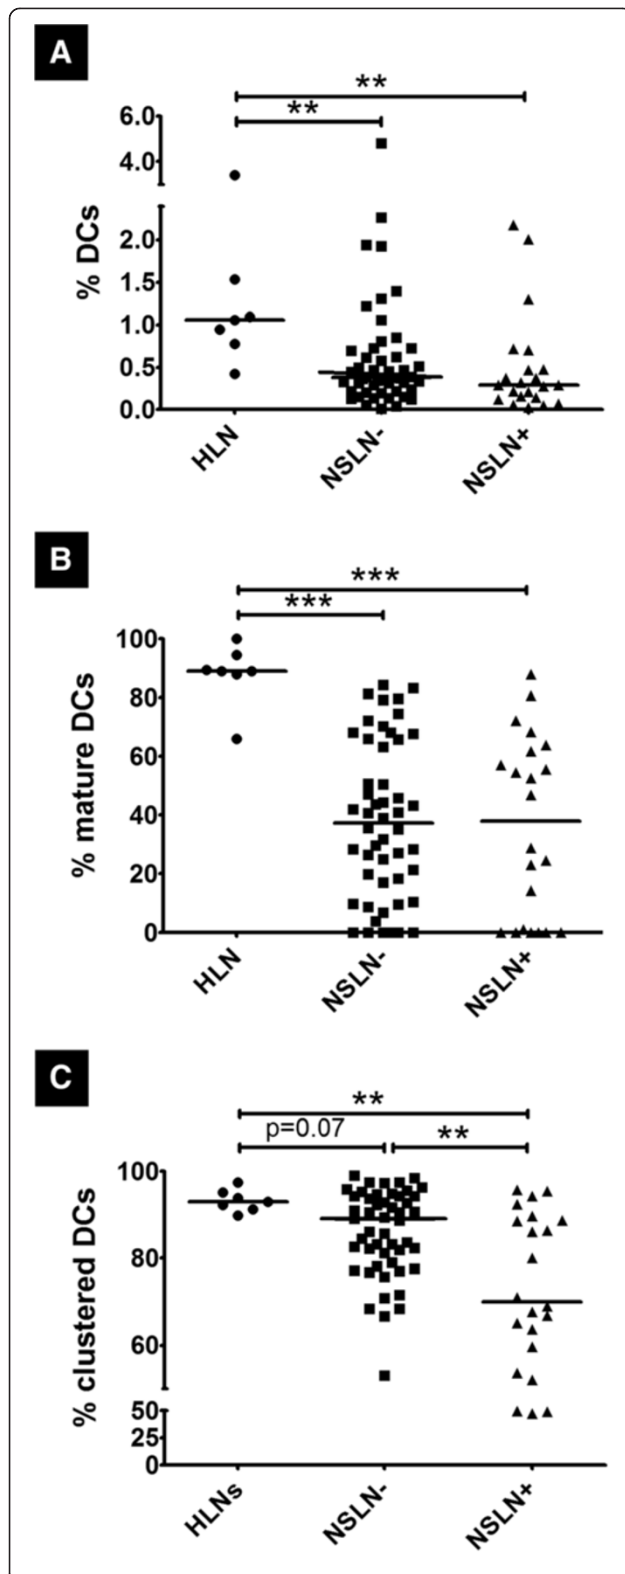 A
**
**
6.0
4.0
2.0
1.5
1.0
0.5
0.0
% DCs
HLN
NSLN-
NSLN+
B
***
***
100
80
60
40
20
0
% mature DCs
HLN
NSLN-
NSLN+
C
**
p=0.07
**
100
80
60
50
25
0
% clustered DCs
HLNs
NSLN-
NSLN+